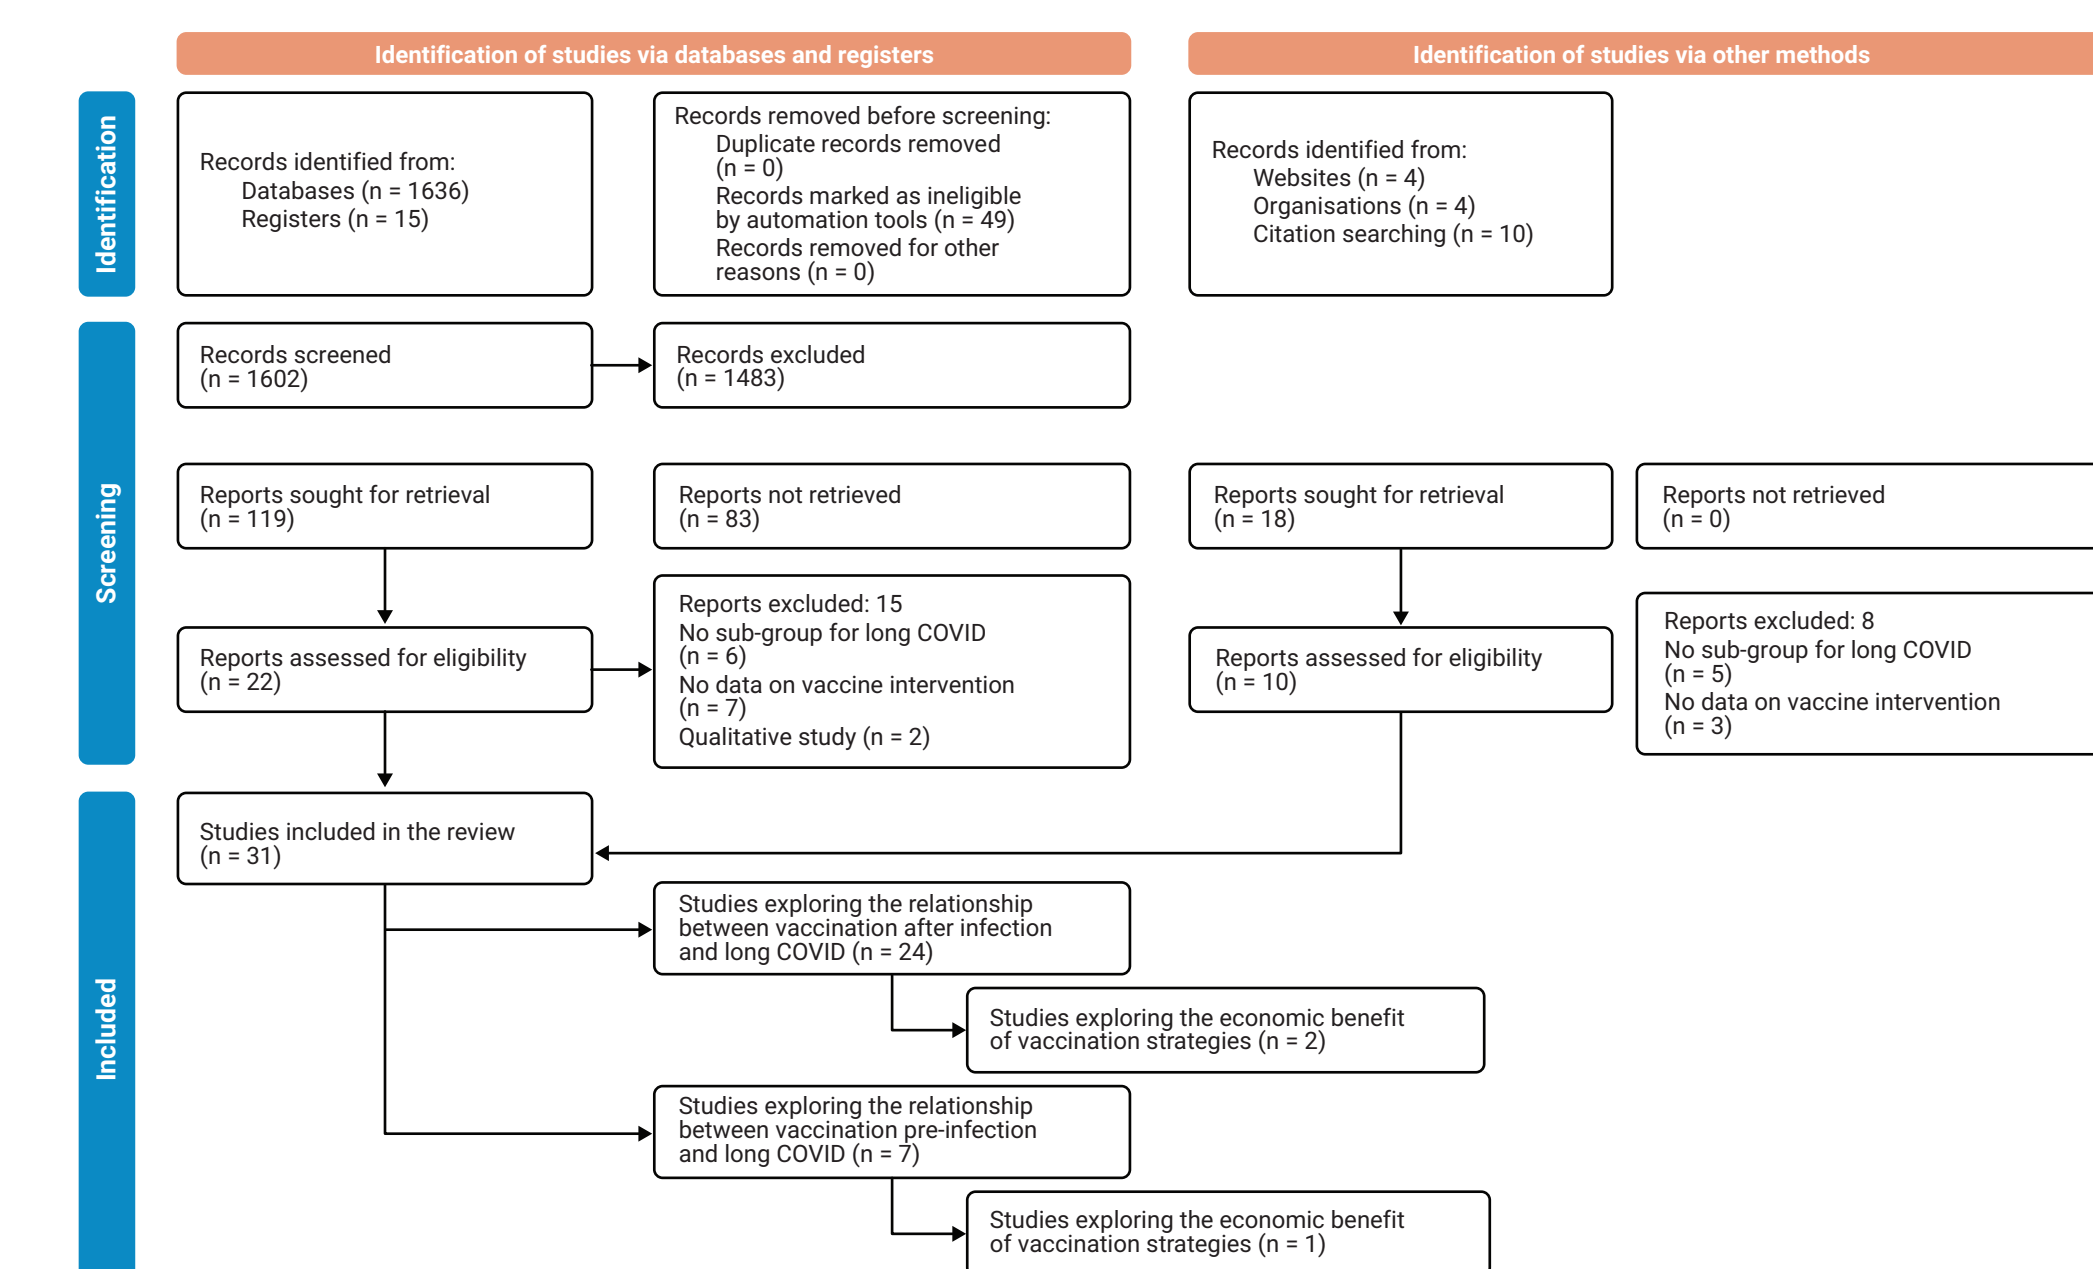 Identification of studies via databases and registers
Identification of studies via other methods
Identification
Records identified from:
Databases (n = 1636)
Registers (n = 15)
Records removed before screening:
Duplicate records removed
(n = 0)
Records marked as ineligible
by automation tools (n = 49)
Records removed for other
reasons (n = 0)
Records identified from:
Websites (n = 4)
Organisations (n = 4)
Citation searching (n = 10)
Screening
Records screened
(n = 1602)
Records excluded
(n = 1483)
Reports sought for retrieval
(n = 119)
Reports not retrieved
(n = 83)
Reports sought for retrieval
(n = 18)
Reports not retrieved
(n = 0)
Reports assessed for eligibility
(n = 22)
Reports excluded: 15
No sub-group for long COVID
(n = 6)
No data on vaccine intervention
(n = 7)
Qualitative study (n = 2)
Reports assessed for eligibility
(n = 10)
Reports excluded: 8
No sub-group for long COVID
(n = 5)
No data on vaccine intervention
(n = 3)
Included
Studies included in the review
(n = 31)
Studies exploring the relationship
between vaccination after infection
and long COVID (n = 24)
Studies exploring the economic benefit
of vaccination strategies (n = 2)
Studies exploring the relationship
between vaccination pre-infection
and long COVID (n = 7)
Studies exploring the economic benefit
of vaccination strategies (n = 1)